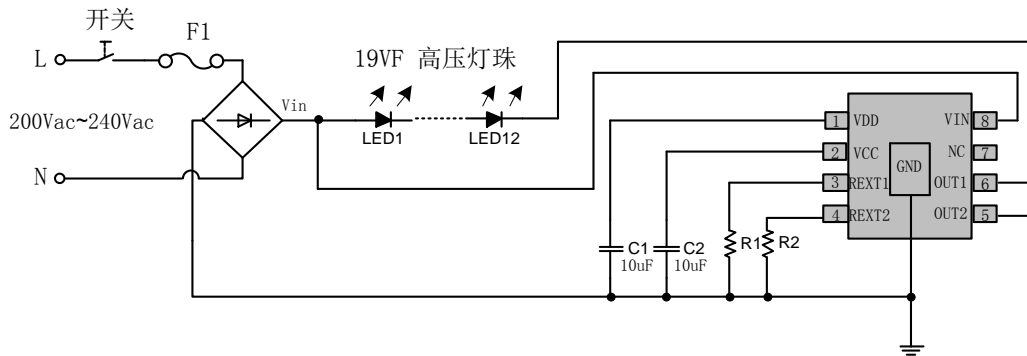 开关
F1
L
19VF 高压灯珠
Vin
200Vac~240Vac
LED1
LED12
N
1 VDD
VIN 8
2 VCC
NC 7
GND
3 REXT1
OUT1 6
4 REXT2
OUT2 5
C1
10uF
C2
10uF
R1
R2